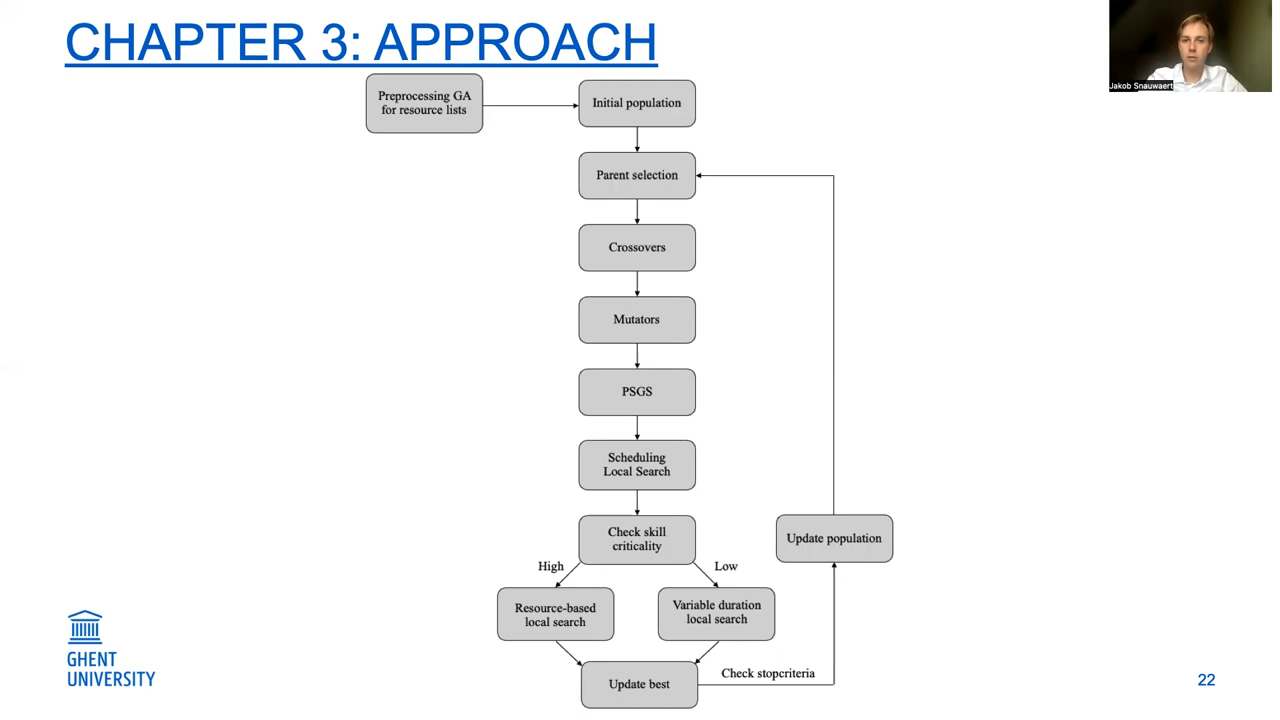 CHAPTER 3: APPROACH
Jakob Snauwaert
Preprocessing GA
for resource lists
Initial population
Parent selection
Crossovers
Mutators
PSGS
Scheduling
Local Search
Check skill
criticality
Update population
High
Low
Resource-based
local search
Variable duration
local search
Update best
Check stopcriteria
GHENT
UNIVERSITY
22